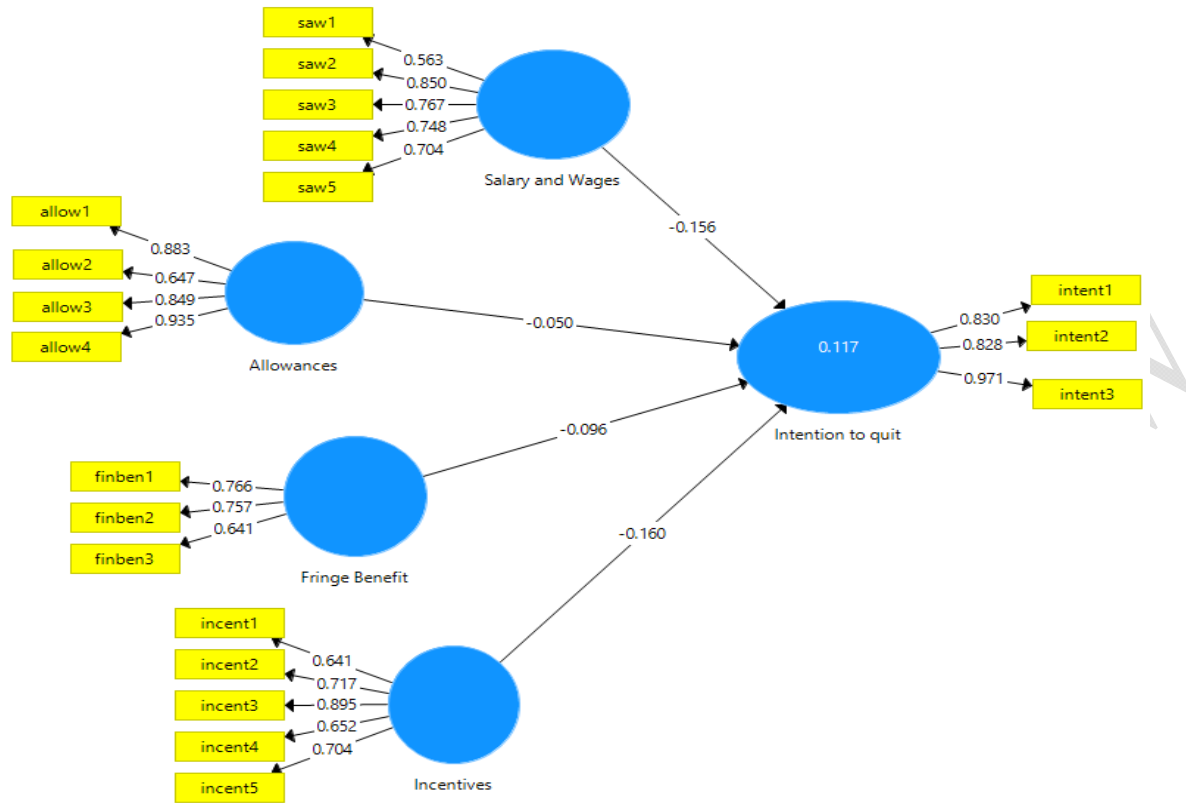 saw1
saw2
saw3
saw4
saw5
0.563
0.850
0.767
0.748
0.704
Salary and Wages
-0.156
allow1
allow2
allow3
allow4
0.883
0.647
0.849
0.935
Allowances
-0.050
0.117
Intention to quit
0.830
0.828
0.971
intent1
intent2
intent3
finben1
finben2
finben3
0.766
0.757
0.641
Fringe Benefit
-0.096
incent1
incent2
incent3
incent4
incent5
0.641
0.717
0.895
0.652
0.704
Incentives
-0.160